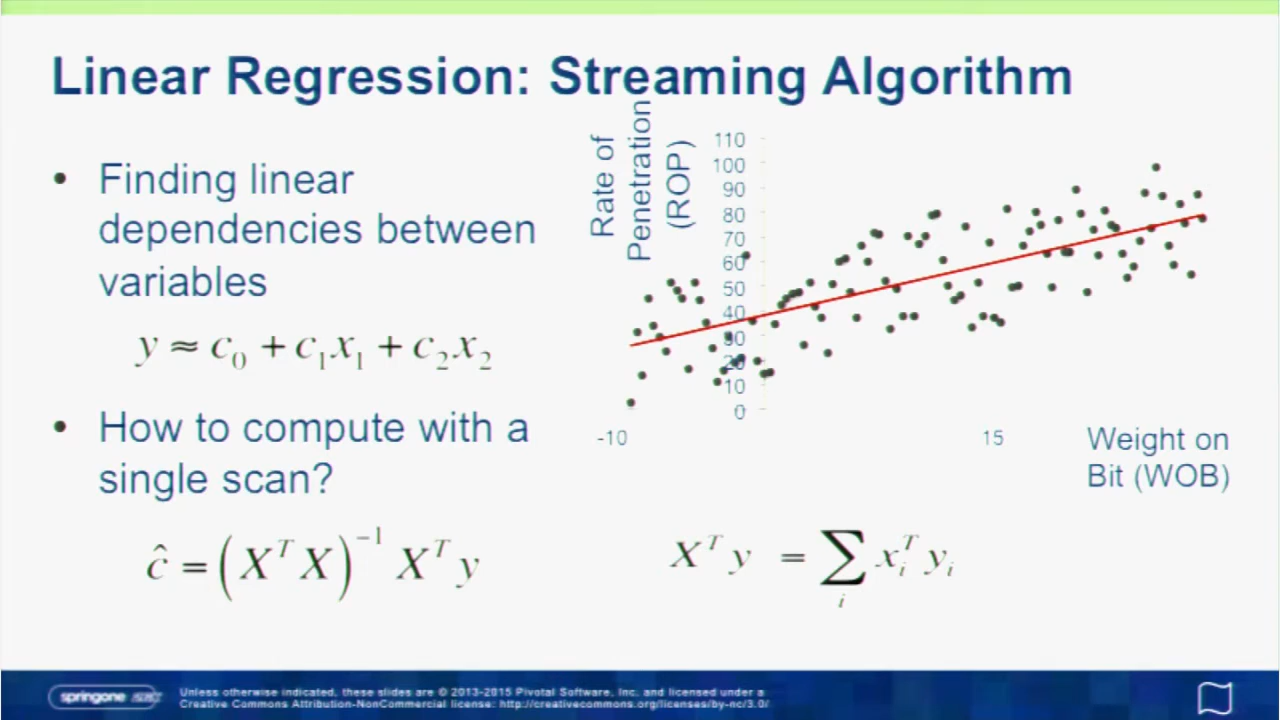 Linear Regression: Streaming Algorithm
• Finding linear
dependencies between
variables
y ≈ c₀ + c₁x₁ + c₂x₂
• How to compute with a
single scan?
ĉ = (XᵀX)⁻¹ Xᵀy
Rate of
Penetration
(ROP)
110
100
90
80
70
60
50
40
30
20
10
0
-10
15
Weight on
Bit (WOB)
Xᵀy = ∑ᵢ xᵢᵀyᵢ
springone
Unless otherwise indicated, these slides are © 2013-2015 Pivotal Software, Inc. and licensed under a
Creative Commons Attribution-NonCommercial license: http://creativecommons.org/licenses/by-nc/3.0/